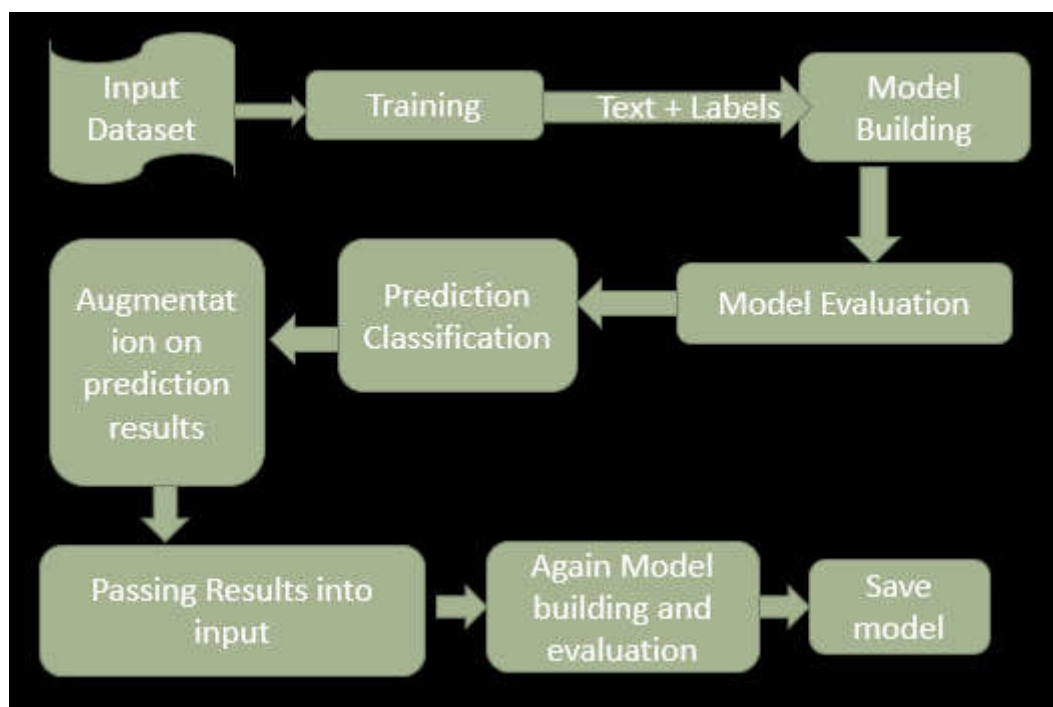 Input
Dataset
Training
Text + Labels
Model
Building
Model Evaluation
Prediction
Classification
Augmentat
ion on
prediction
results
Passing Results into
input
Again Model
building and
evaluation
Save
model